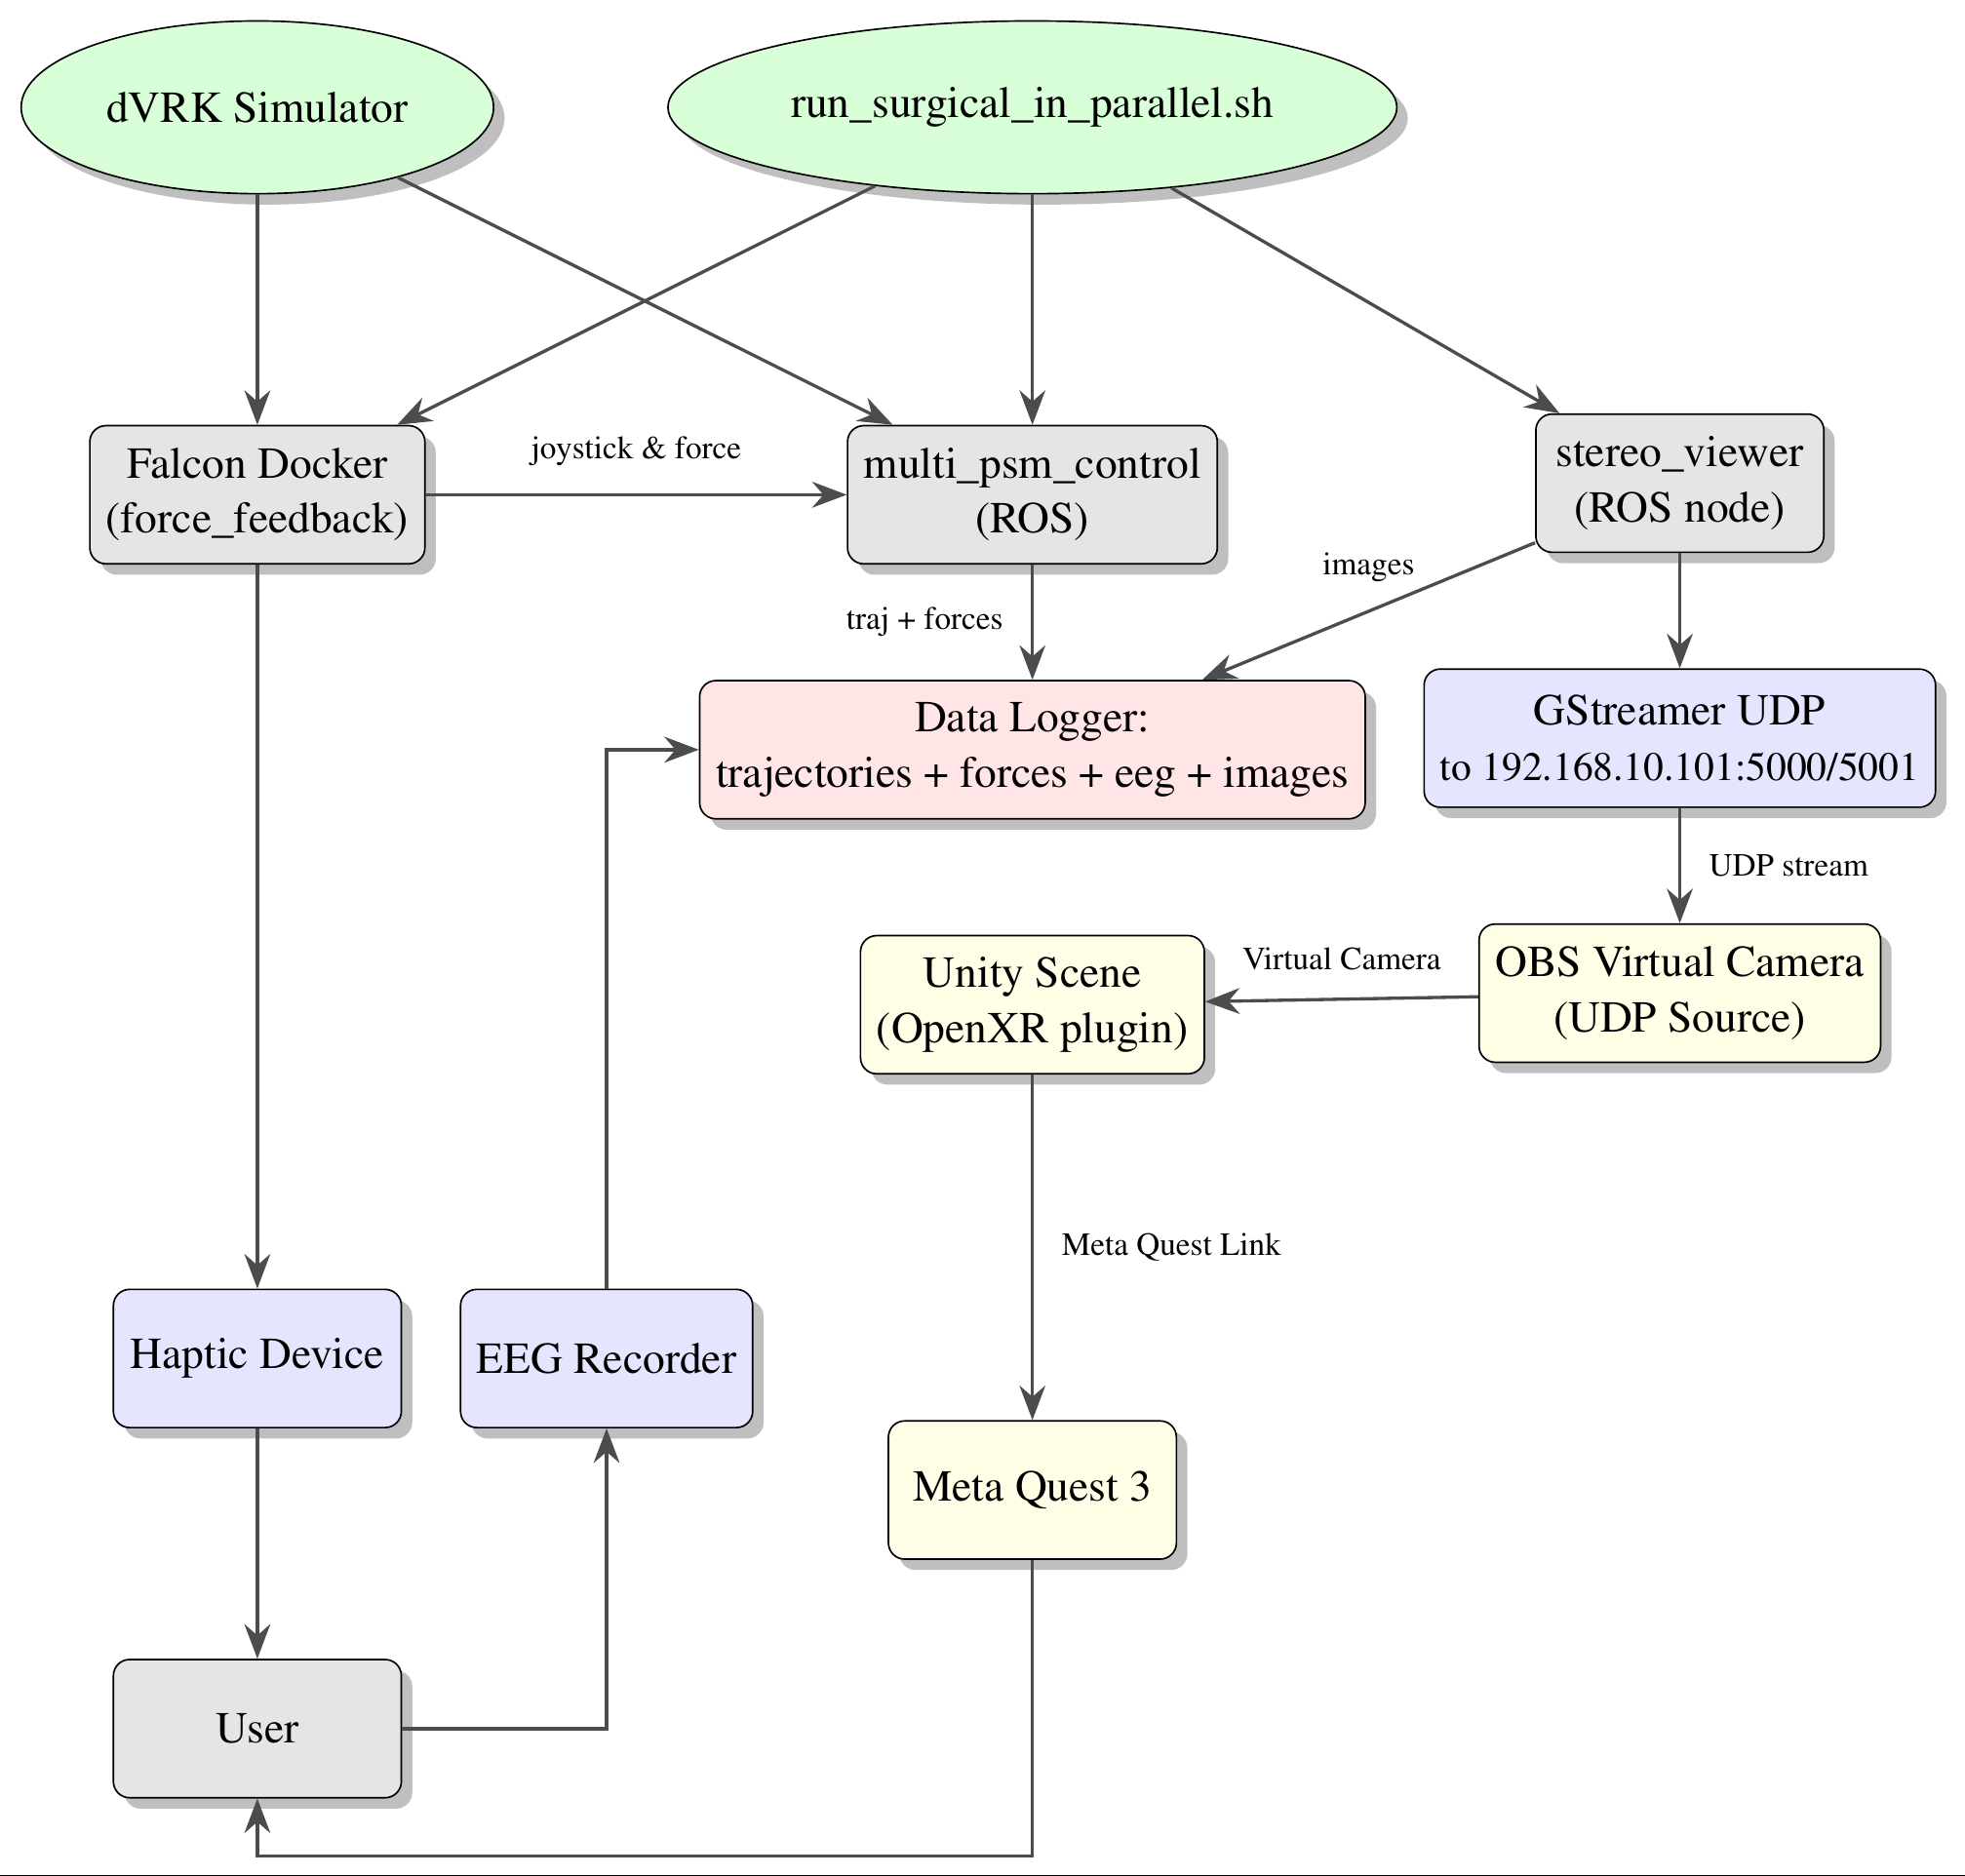 dVRK Simulator
run_surgical_in_parallel.sh
Falcon Docker
(force_feedback)
joystick & force
multi_psm_control
(ROS)
stereo_viewer
(ROS node)
images
traj + forces
Data Logger:
trajectories + forces + eeg + images
GStreamer UDP
to 192.168.10.101:5000/5001
UDP stream
Unity Scene
(OpenXR plugin)
Virtual Camera
OBS Virtual Camera
(UDP Source)
Meta Quest Link
Haptic Device
EEG Recorder
Meta Quest 3
User